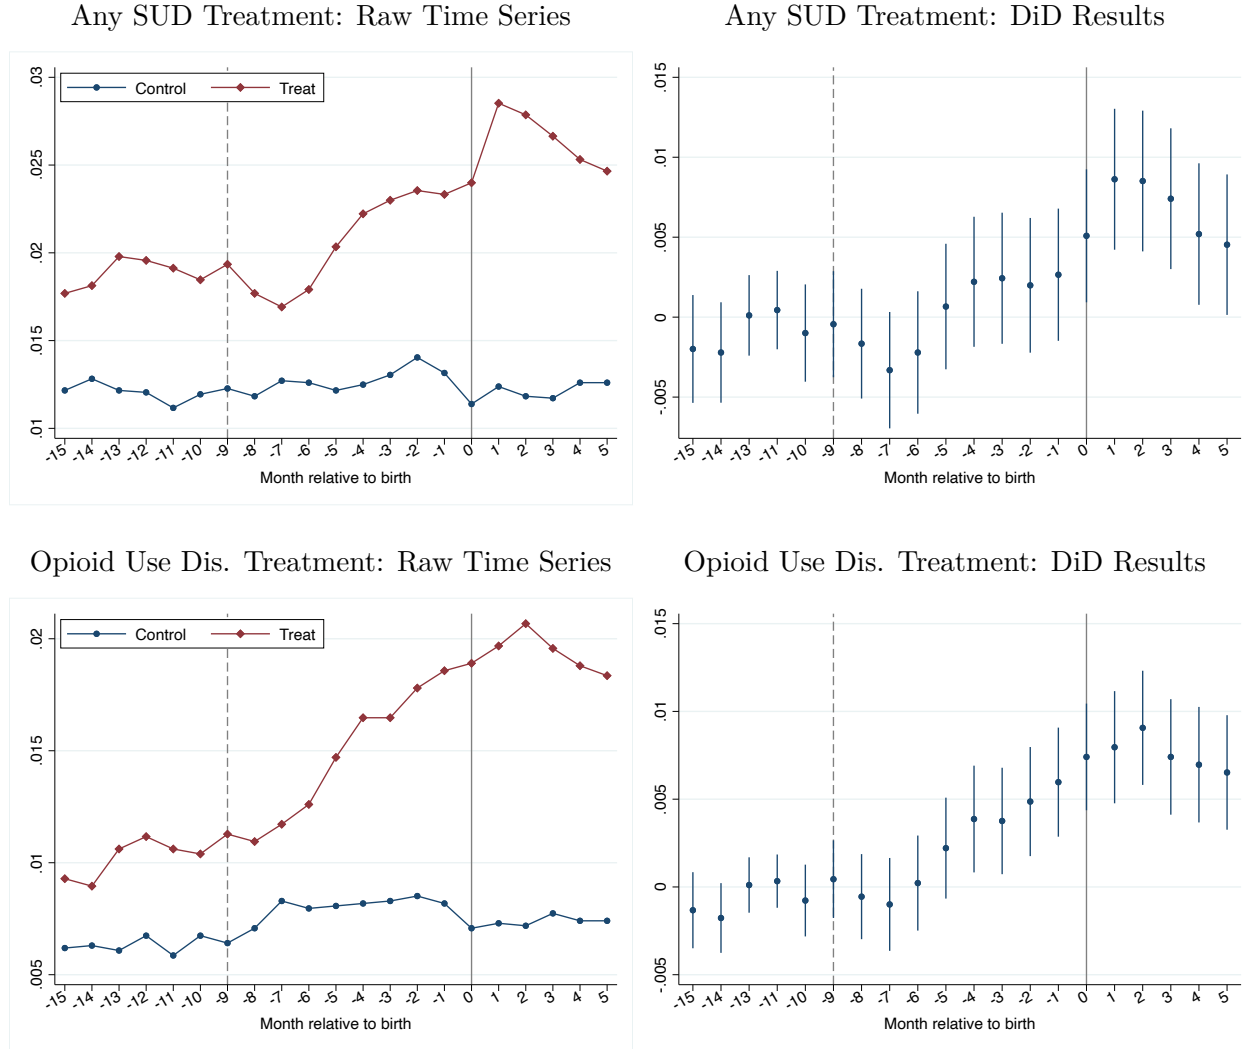 Any SUD Treatment: Raw Time Series
.03
.025
.02
.015
.01
Control
Treat
-15 -14 -13 -12 -11 -10 -9 -8 -7 -6 -5 -4 -3 -2 -1 0 1 2 3 4 5
Month relative to birth
Any SUD Treatment: DiD Results
.015
.01
.005
0
-.005
-15 -14 -13 -11 -10 -9 -8 -7 -6 -5 -4 -3 -2 -1 0 1 2 3 4 5
Month relative to birth
Opioid Use Dis. Treatment: Raw Time Series
.02
.015
.01
.005
Control
Treat
-15 -14 -13 -12 -11 -10 -9 -8 -7 -6 -5 -4 -3 -2 -1 0 1 2 3 4 5
Month relative to birth
Opioid Use Dis. Treatment: DiD Results
.015
.01
.005
0
-.005
-15 -14 -13 -11 -10 -9 -8 -7 -6 -5 -4 -3 -2 -1 0 1 2 3 4 5
Month relative to birth